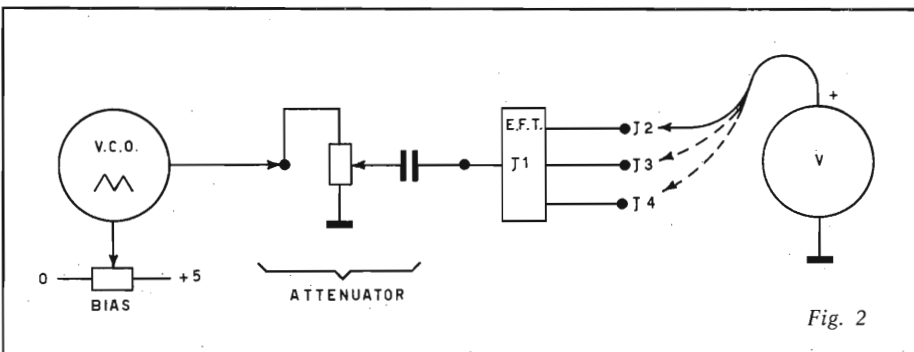 V.C.O.
0
+5
BIAS
ATTENUATOR
E.F.T.
J1
J2
J3
J4
+
V
Fig. 2